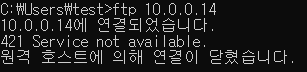 C:\Users\test>ftp 10.0.0.14
10.0.0.14에 연결되었습니다.
421 Service not available.
원격 호스트에 의해 연결이 닫혔습니다.